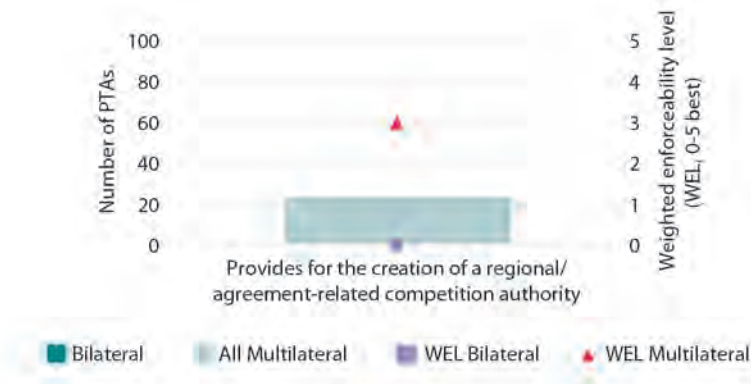 100
80
60
40
20
0
Number of PTAs
5
4
3
2
1
0
Weighted enforceability level
(WEL, 0-5 best)
Provides for the creation of a regional/
agreement-related competition authority
Bilateral All Multilateral WEL Bilateral WEL Multilateral